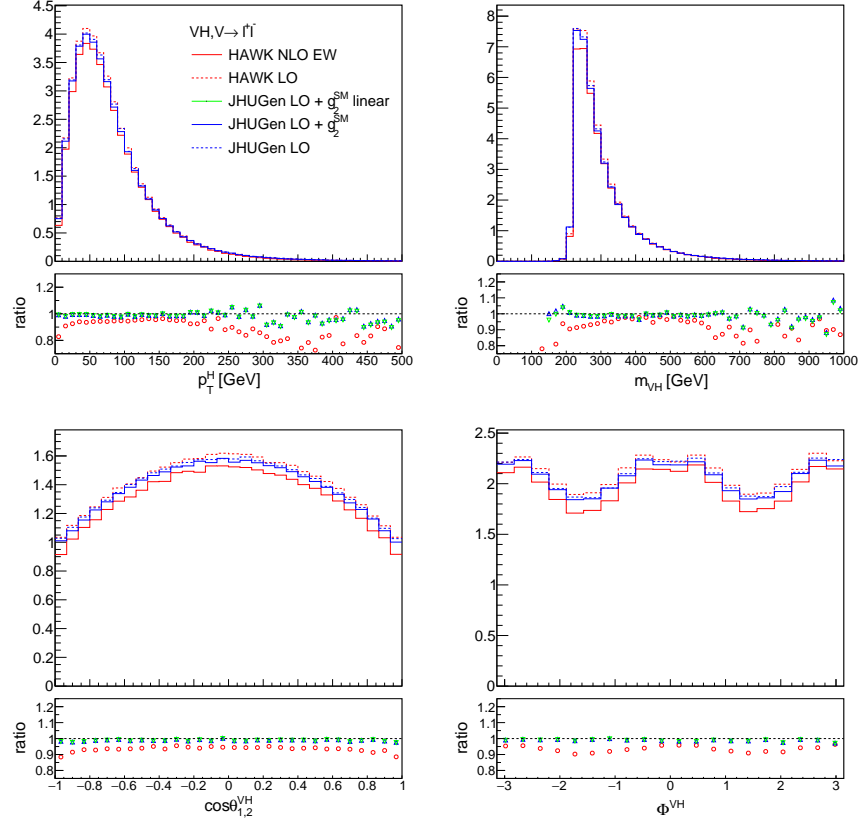 VH,V→ l⁺l⁻
HAWK NLO EW
HAWK LO
JHUGen LO + g₂^SM linear
JHUGen LO + g₂^SM
JHUGen LO
4.5
4
3.5
3
2.5
2
1.5
1
0.5
0
ratio
1.2
1
0.8
0 50 100 150 200 250 300 350 400 450 500
p_T^H [GeV]
8
7
6
5
4
3
2
1
0
ratio
1.2
1.1
1
0.9
0.8
0 100 200 300 400 500 600 700 800 900 1000
m_VH [GeV]
1.6
1.4
1.2
1
0.8
0.6
0.4
0.2
0
ratio
1.2
1.1
1
0.9
0.8
−1 −0.8 −0.6 −0.4 −0.2 0 0.2 0.4 0.6 0.8 1
cosθ_1,2^VH
2.5
2
1.5
1
0.5
0
ratio
1.2
1.1
1
0.9
0.8
−3 −2 −1 0 1 2 3
Φ^VH